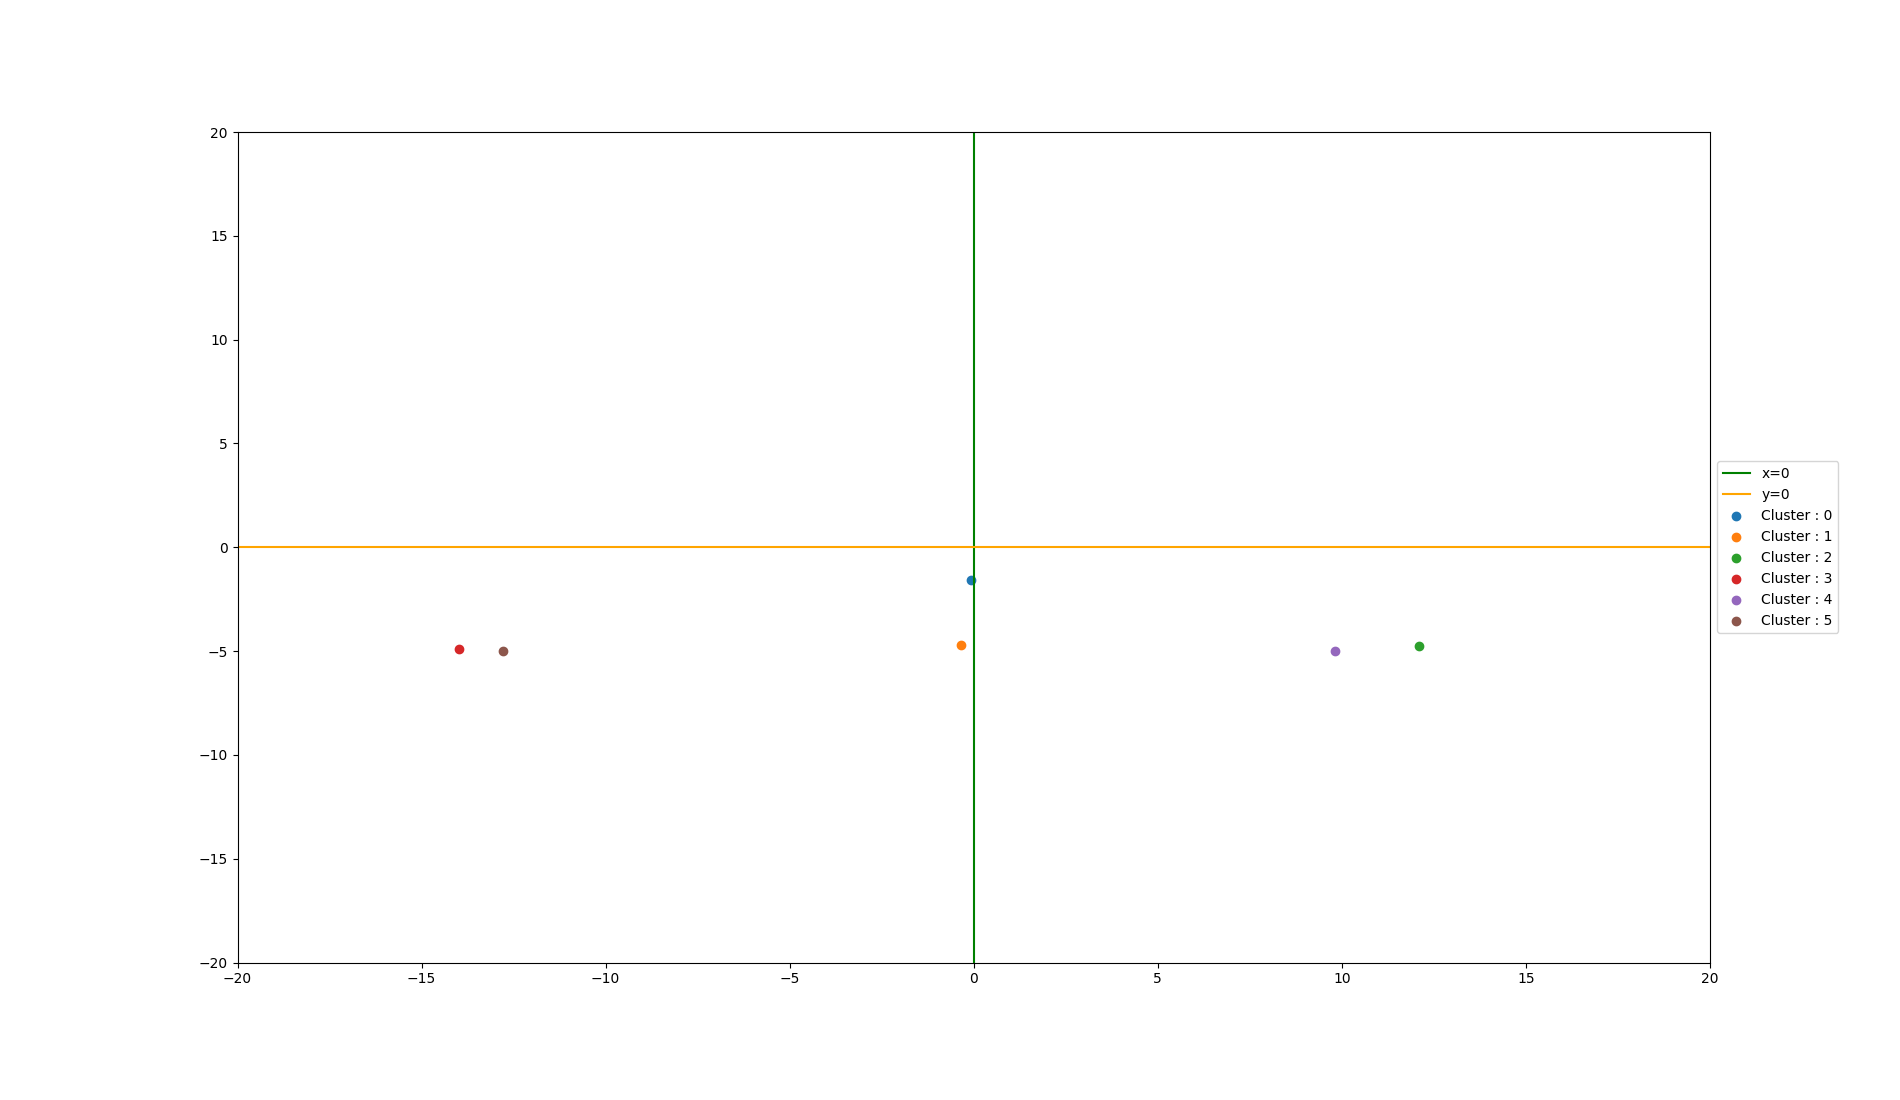 20
15
10
5
0
−5
−10
−15
−20
−20 −15 −10 −5 0 5 10 15 20
x=0
y=0
Cluster : 0
Cluster : 1
Cluster : 2
Cluster : 3
Cluster : 4
Cluster : 5